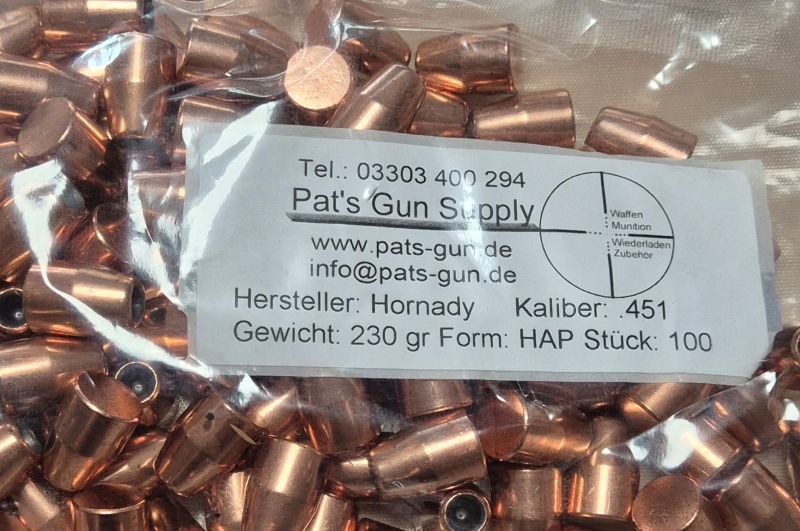 Tel.: 03303 400 294
Pat's Gun Supply
www.pats-gun.de
info@pats-gun.de
Waffen
Munition
Wiederladen
Zubehör
Hersteller: Hornady Kaliber: .451
Gewicht: 230 gr Form: HAP Stück: 100